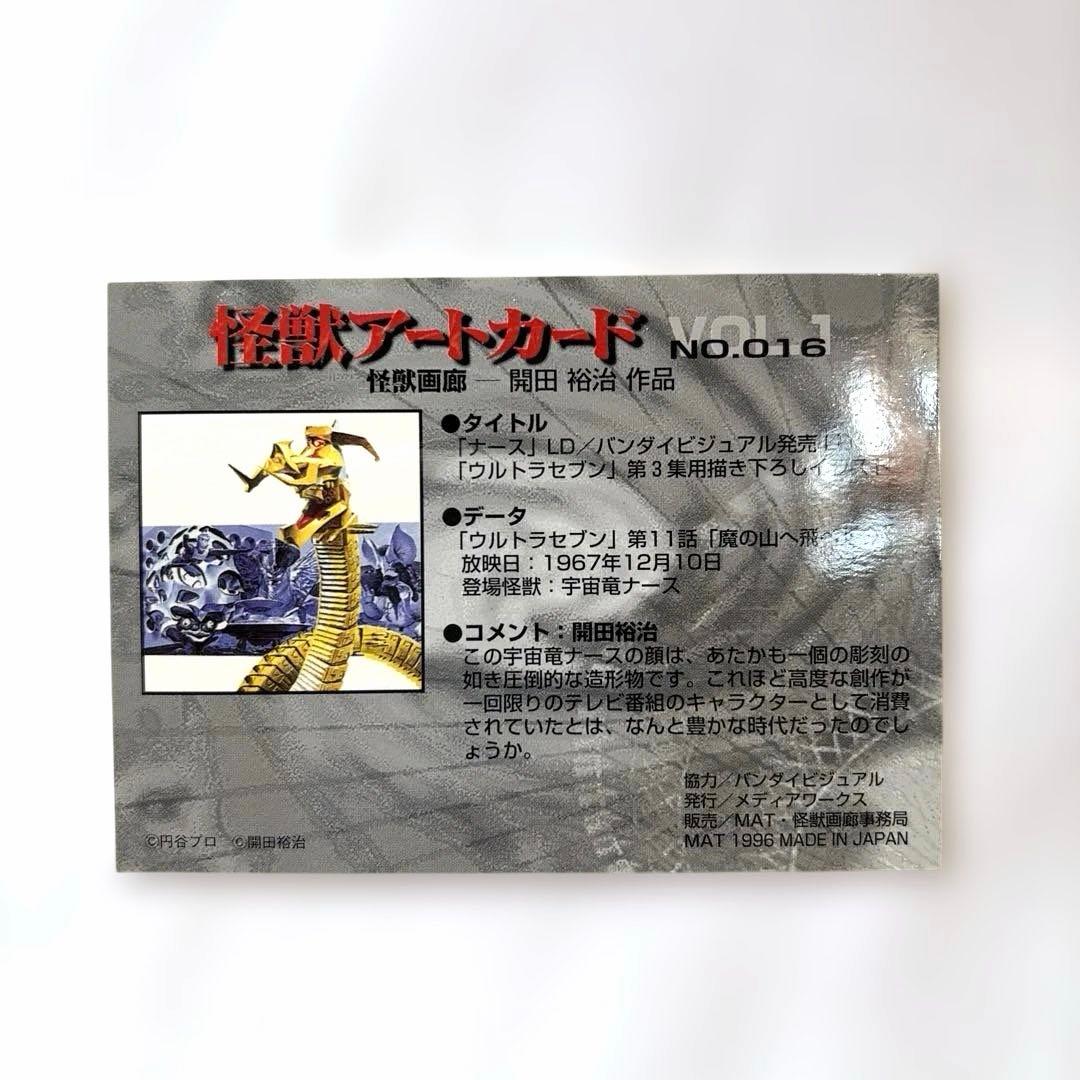 怪獣アートカード VOL.1
NO.016
怪獣画廊 ― 開田 裕治 作品
●タイトル
「ナース」LD／バンダイビジュアル発売
「ウルトラセブン」第3集用描き下ろしイラスト
●データ
「ウルトラセブン」第11話「魔の山へ飛べ
放映日：1967年12月10日
登場怪獣：宇宙竜ナース
●コメント：開田裕治
この宇宙竜ナースの顔は、あたかも一個の彫刻の
如き圧倒的な造形物です。これほど高度な創作が
一回限りのテレビ番組のキャラクターとして消費
されていたとは、なんと豊かな時代だったのでし
ょうか。
協力／バンダイビジュアル
発行／メディアワークス
販売／MAT・怪獣画廊事務局
MAT 1996 MADE IN JAPAN
©円谷プロ ©開田裕治